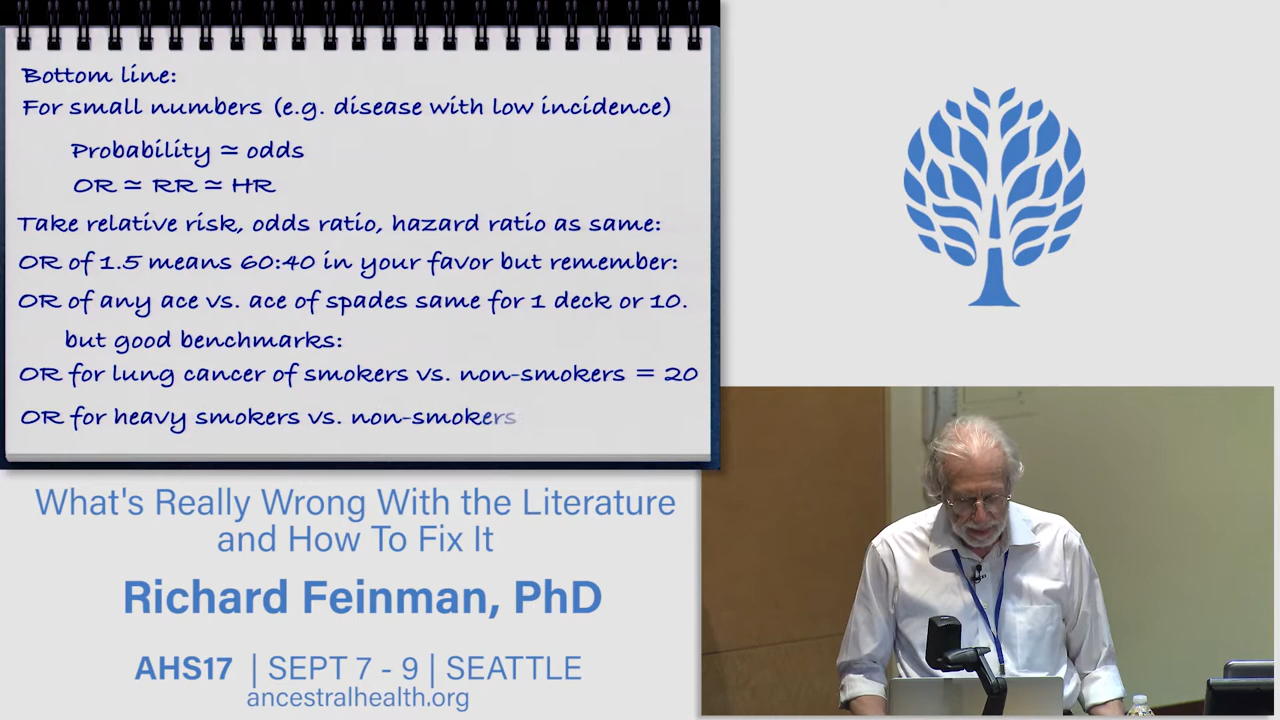 Bottom line:
For small numbers (e.g. disease with low incidence)
Probability ≃ odds
OR ≃ RR ≃ HR
Take relative risk, odds ratio, hazard ratio as same:
OR of 1.5 means 60:40 in your favor but remember:
OR of any ace vs. ace of spades same for 1 deck or 10.
but good benchmarks:
OR for lung cancer of smokers vs. non-smokers = 20
OR for heavy smokers vs. non-smokers
What's Really Wrong With the Literature
and How To Fix It
Richard Feinman, PhD
AHS17 | SEPT 7 - 9 | SEATTLE
ancestralhealth.org